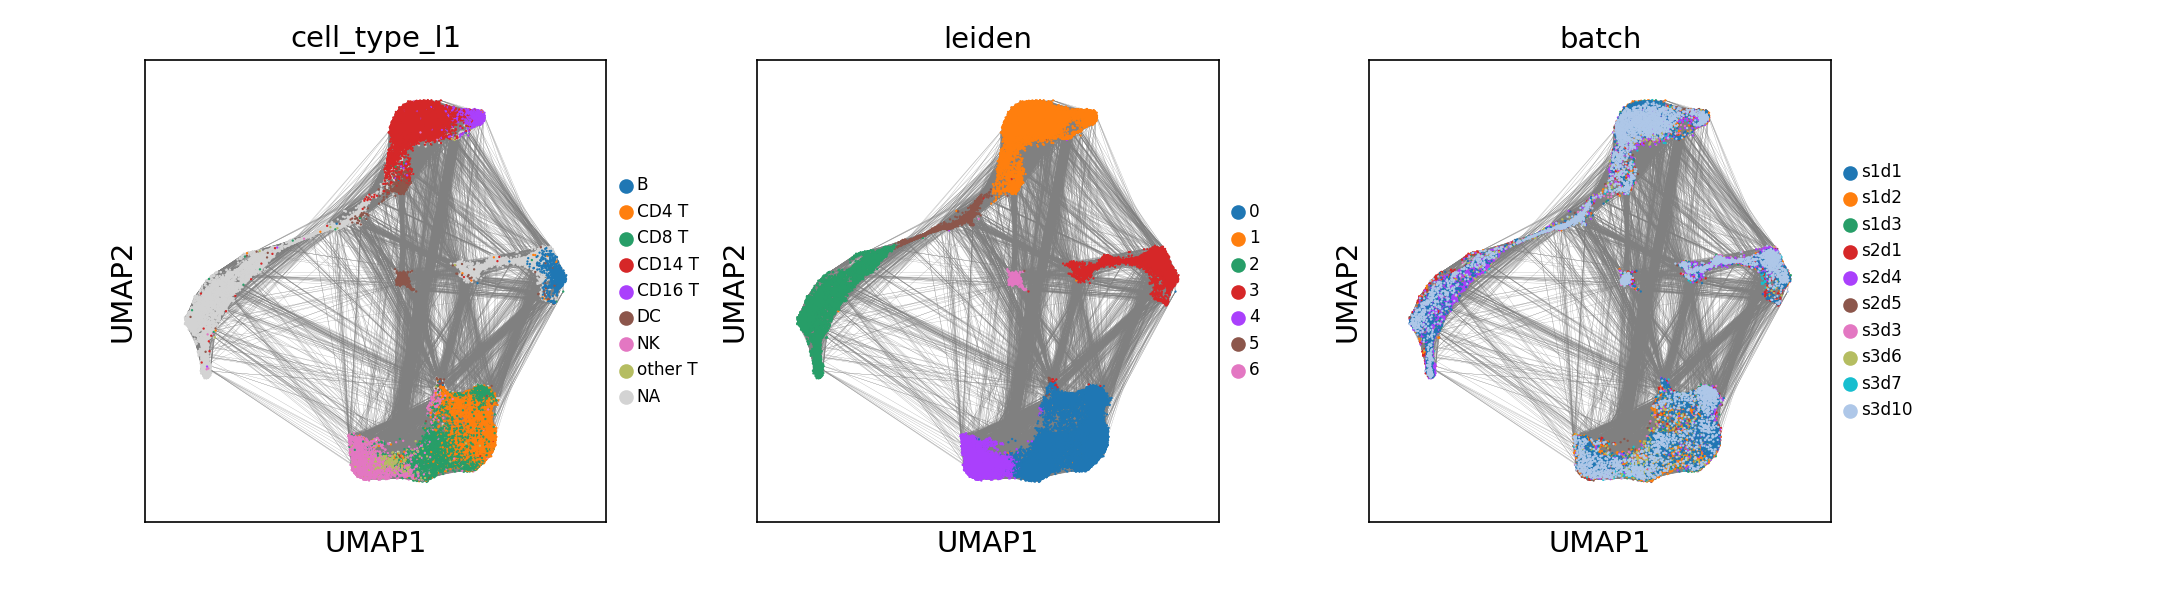 cell_type_l1
UMAP2
UMAP1
B
CD4 T
CD8 T
CD14 T
CD16 T
DC
NK
other T
NA
leiden
UMAP2
UMAP1
0
1
2
3
4
5
6
batch
UMAP2
UMAP1
s1d1
s1d2
s1d3
s2d1
s2d4
s2d5
s3d3
s3d6
s3d7
s3d10